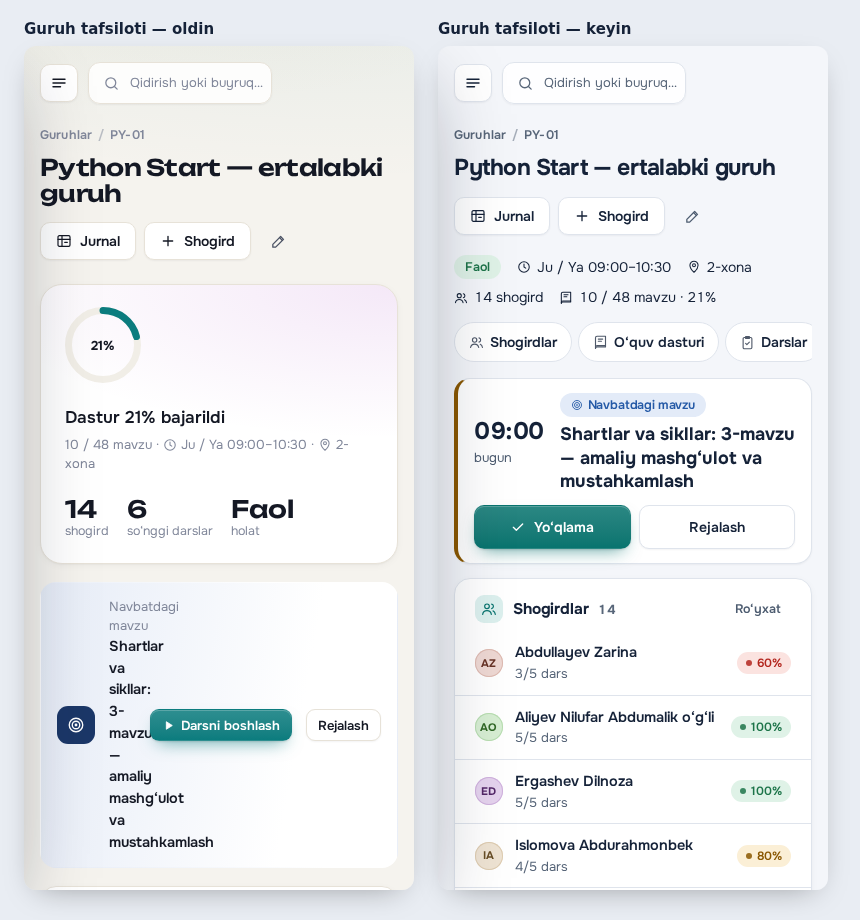 Guruh tafsiloti — oldin
Qidirish yoki buyruq...
Guruhlar / PY-01
Python Start — ertalabki
guruh
Jurnal
Shogird
21%
Dastur 21% bajarildi
10 / 48 mavzu · Ju / Ya 09:00–10:30 · 2-
xona
14 6 Faol
shogird so‘nggi darslar holat
Navbatdagi
mavzu
Shartlar
va
sikllar:
3-
mavzu
—
amaliy
mashg‘ulot
va
mustahkamlash
Darsni boshlash
Rejalash
Guruh tafsiloti — keyin
Qidirish yoki buyruq...
Guruhlar / PY-01
Python Start — ertalabki guruh
Jurnal
Shogird
Faol Ju / Ya 09:00–10:30 2-xona
14 shogird 10 / 48 mavzu · 21%
Shogirdlar O‘quv dasturi Darslar
Navbatdagi mavzu
09:00
bugun
Shartlar va sikllar: 3-mavzu
— amaliy mashg‘ulot va
mustahkamlash
Yo‘qlama
Rejalash
Shogirdlar 14 Ro‘yxat
AZ Abdullayev Zarina 60%
3/5 dars
AO Aliyev Nilufar Abdumalik o‘g‘li 100%
5/5 dars
ED Ergashev Dilnoza 100%
5/5 dars
IA Islomova Abdurahmonbek 80%
4/5 dars